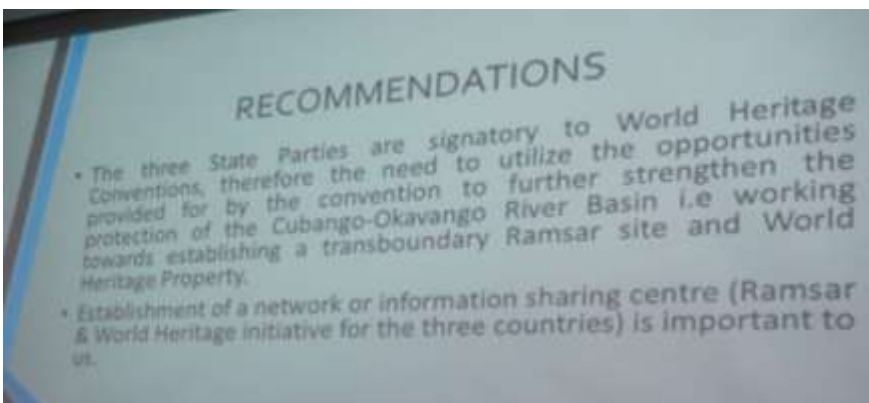 RECOMMENDATIONS
• The three State Parties are signatory to World Heritage
Conventions, therefore the need to utilize the opportunities
provided for by the convention to further strengthen the
protection of the Cubango-Okavango River Basin i.e working
towards establishing a transboundary Ramsar site and World
Heritage Property.
• Establishment of a network or information sharing centre (Ramsar
& World Heritage initiative for the three countries) is important to
us.